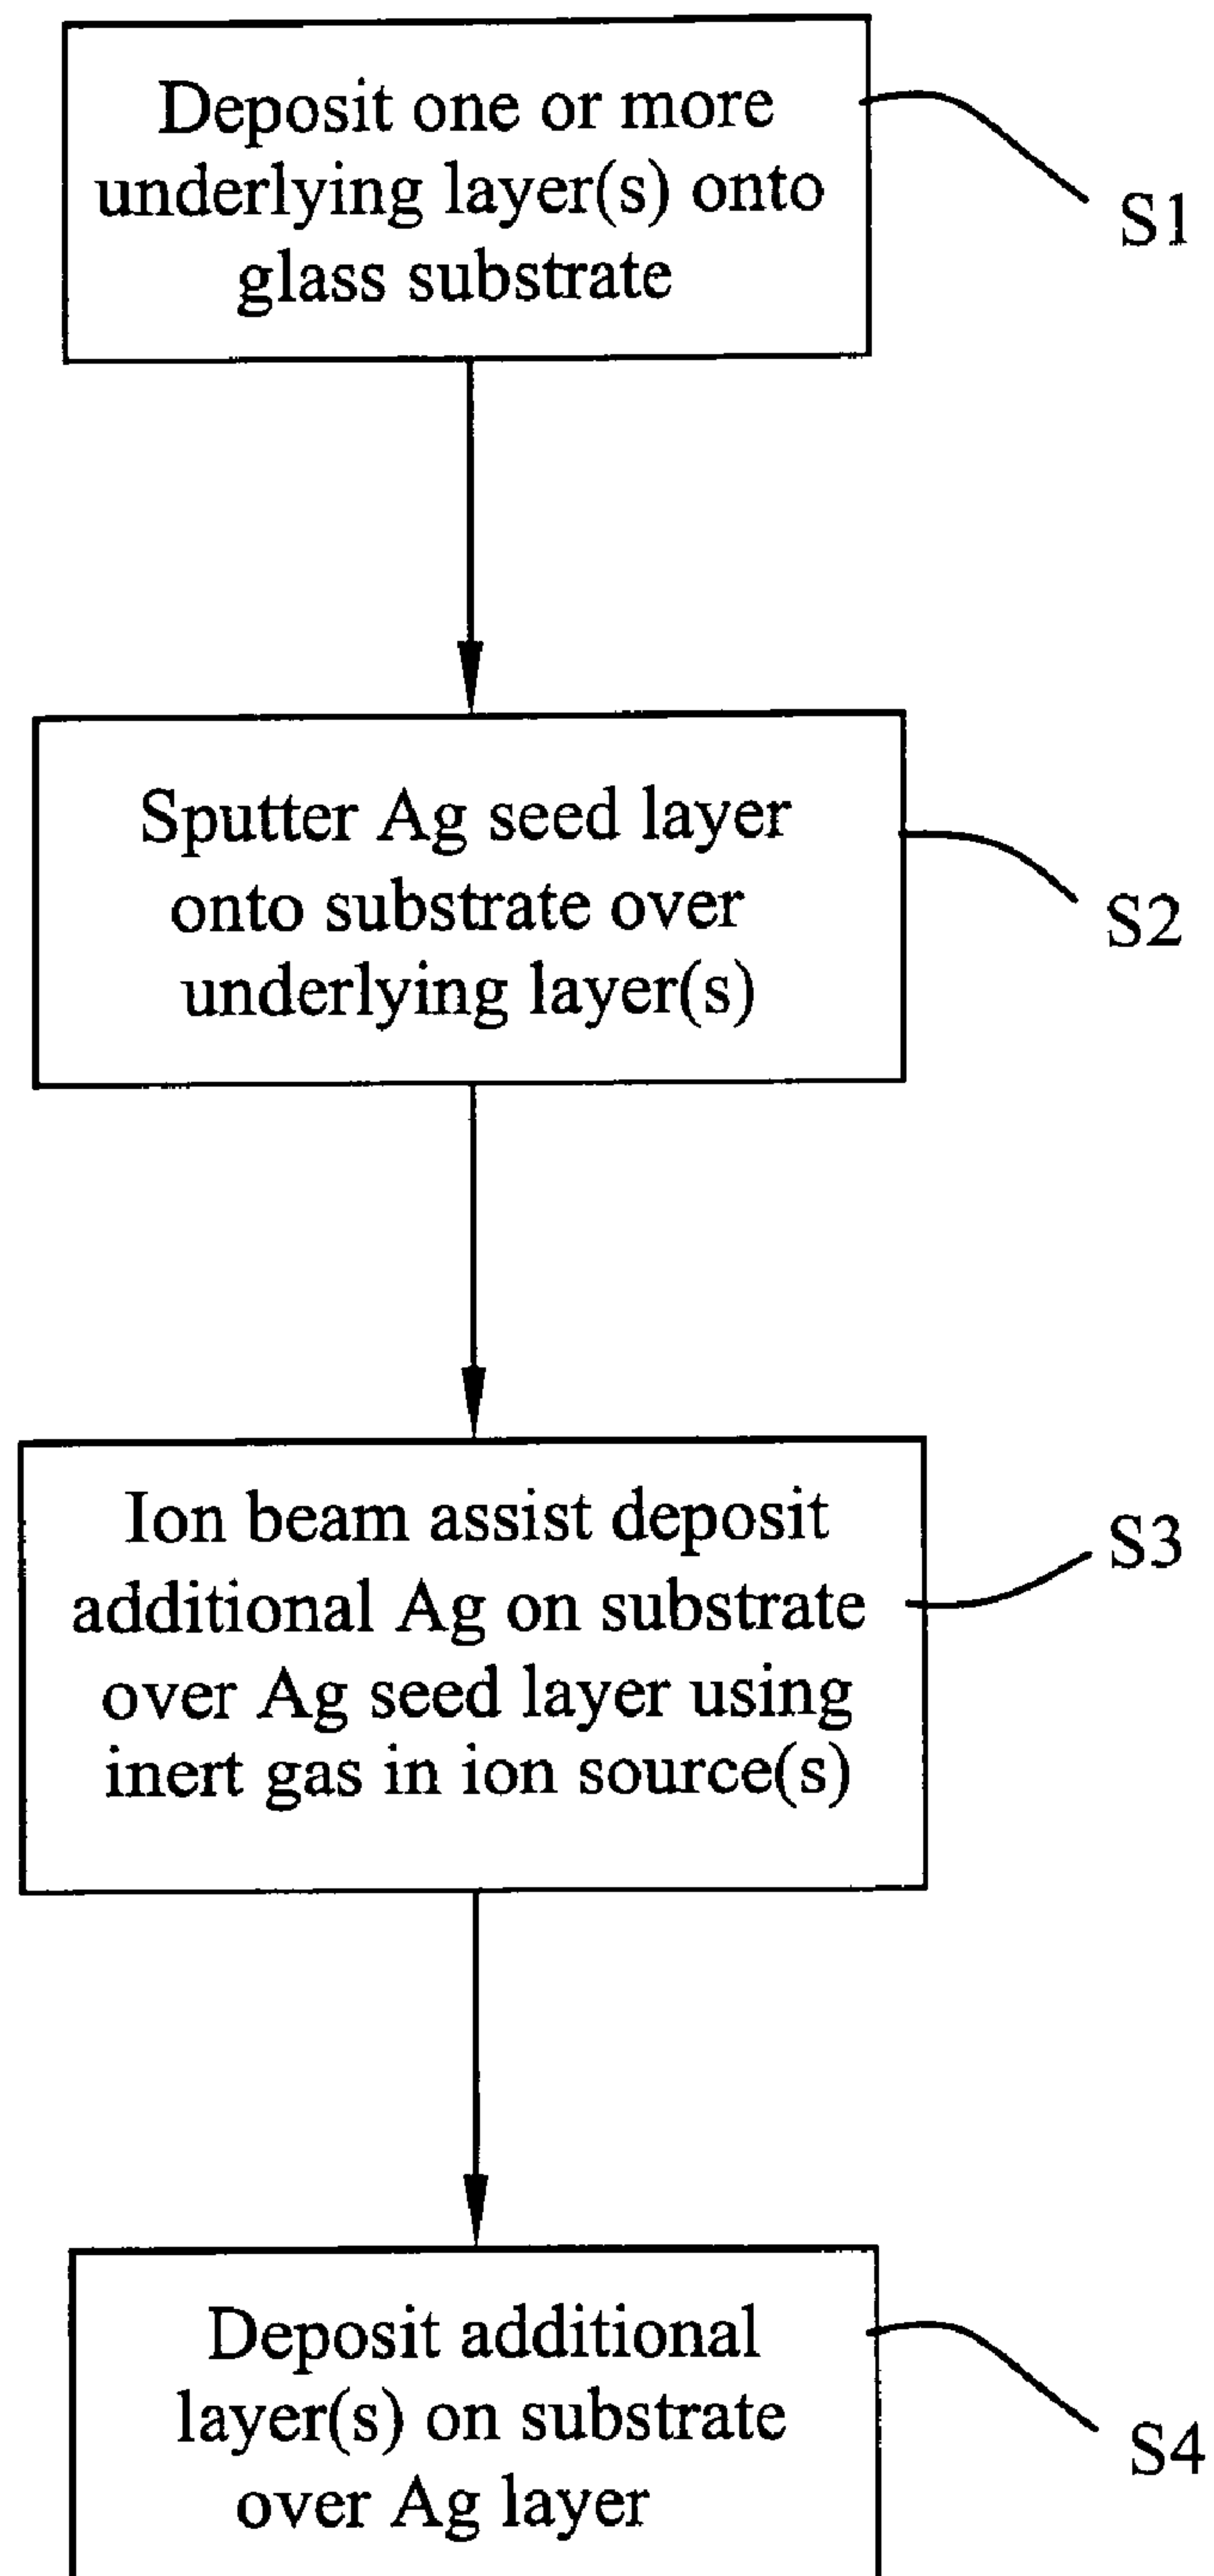 Deposit one or more
underlying layer(s) onto
glass substrate
S1
Sputter Ag seed layer
onto substrate over
underlying layer(s)
S2
Ion beam assist deposit
additional Ag on substrate
over Ag seed layer using
inert gas in ion source(s)
S3
Deposit additional
layer(s) on substrate
over Ag layer
S4